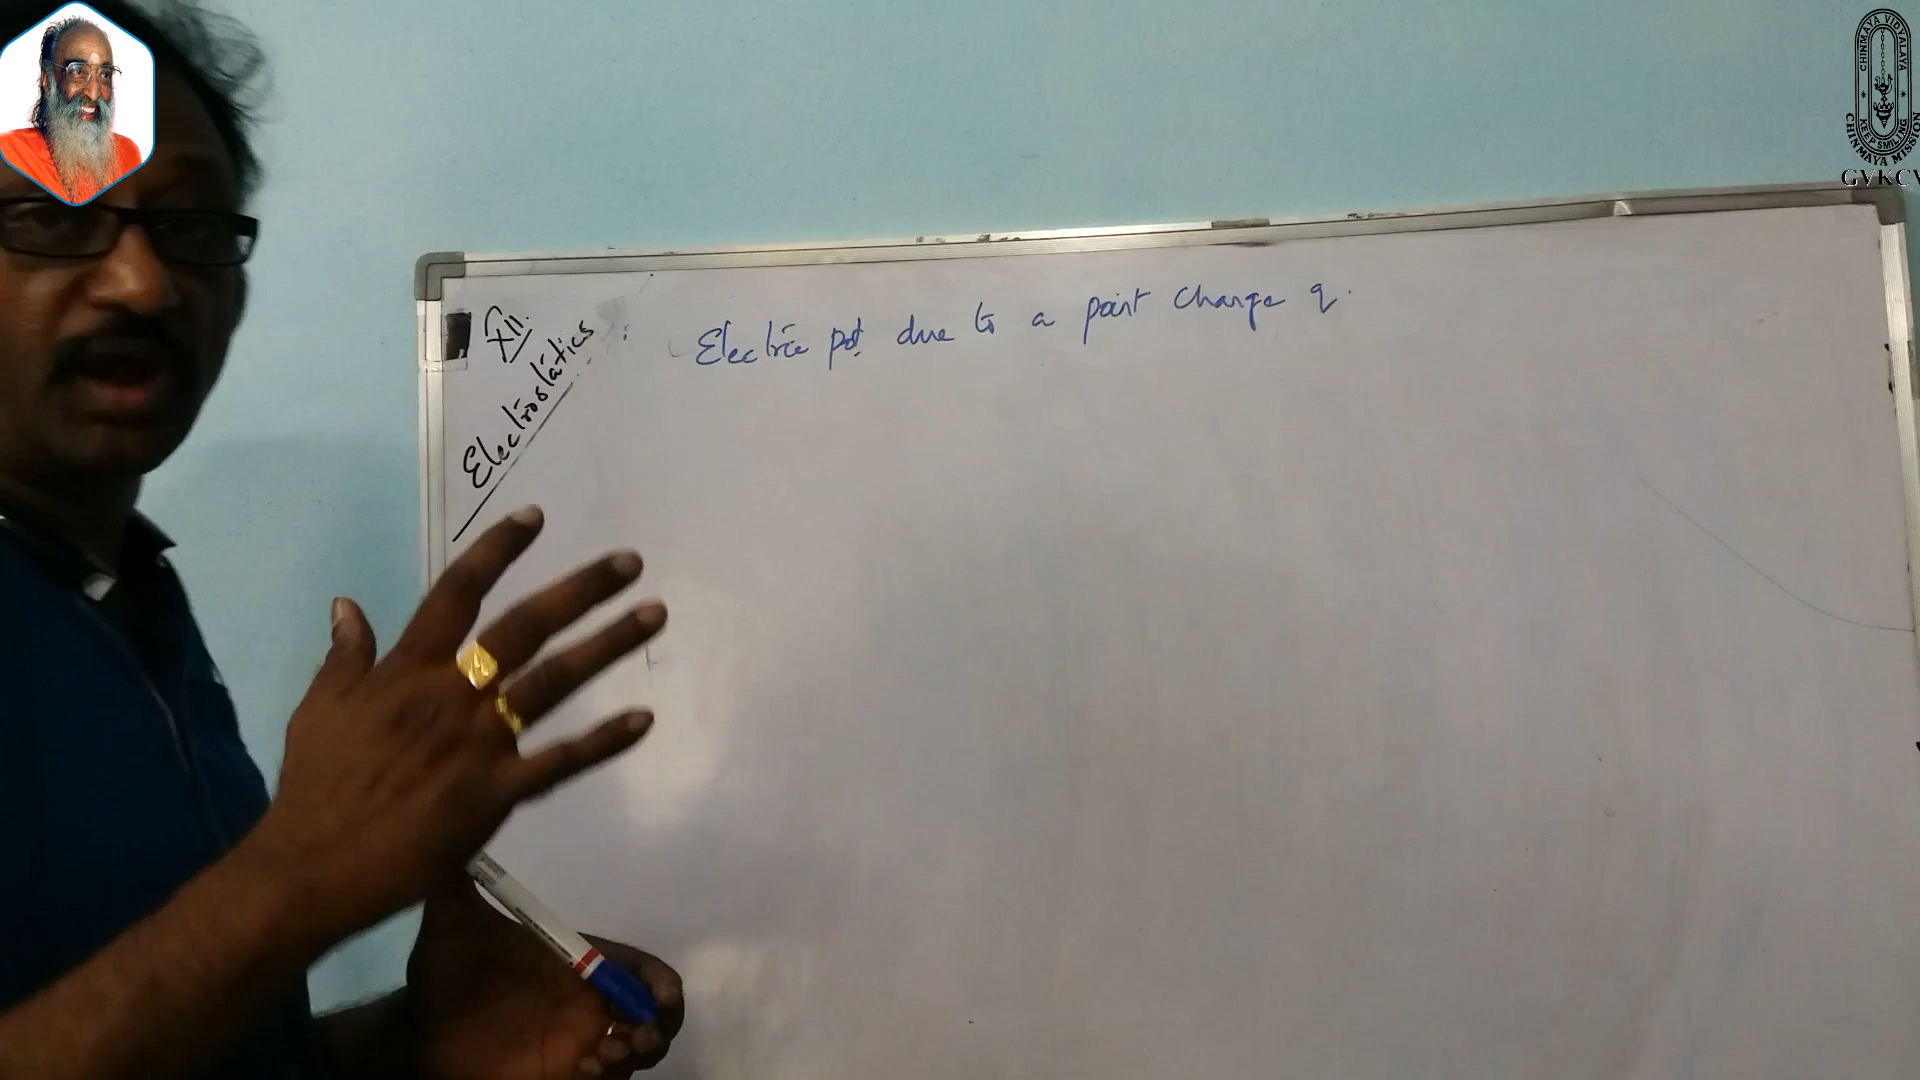 XII.
Electrostatics
Electric pot. due to a point charge q.
CHINMAYA VIDYALAYA
KEEP SMILING
CHINMAYA MISSION
GVKCV